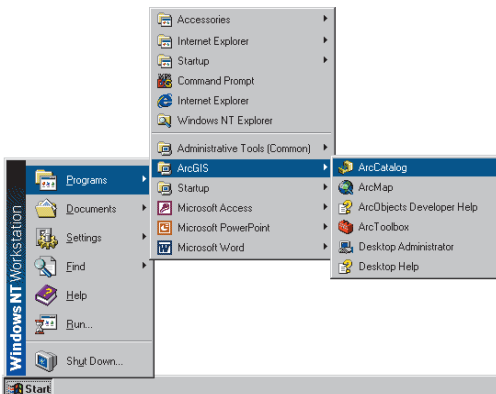 Accessories
Internet Explorer
Startup
Command Prompt
Internet Explorer
Windows NT Explorer
Administrative Tools (Common)
ArcGIS
Startup
Microsoft Access
Microsoft PowerPoint
Microsoft Word
ArcCatalog
ArcMap
ArcObjects Developer Help
ArcToolbox
Desktop Administrator
Desktop Help
Windows NT Workstation
Programs
Documents
Settings
Find
Help
Run...
Shut Down...
Start